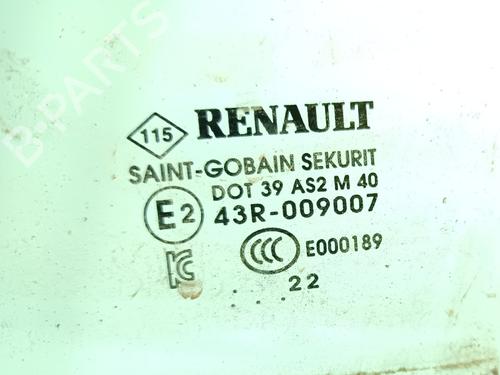 B-PARTS
115 RENAULT
SAINT-GOBAIN SEKURIT
DOT 39 AS2 M 40
E2 43R-009007
CCC E000189
KC
.... 22